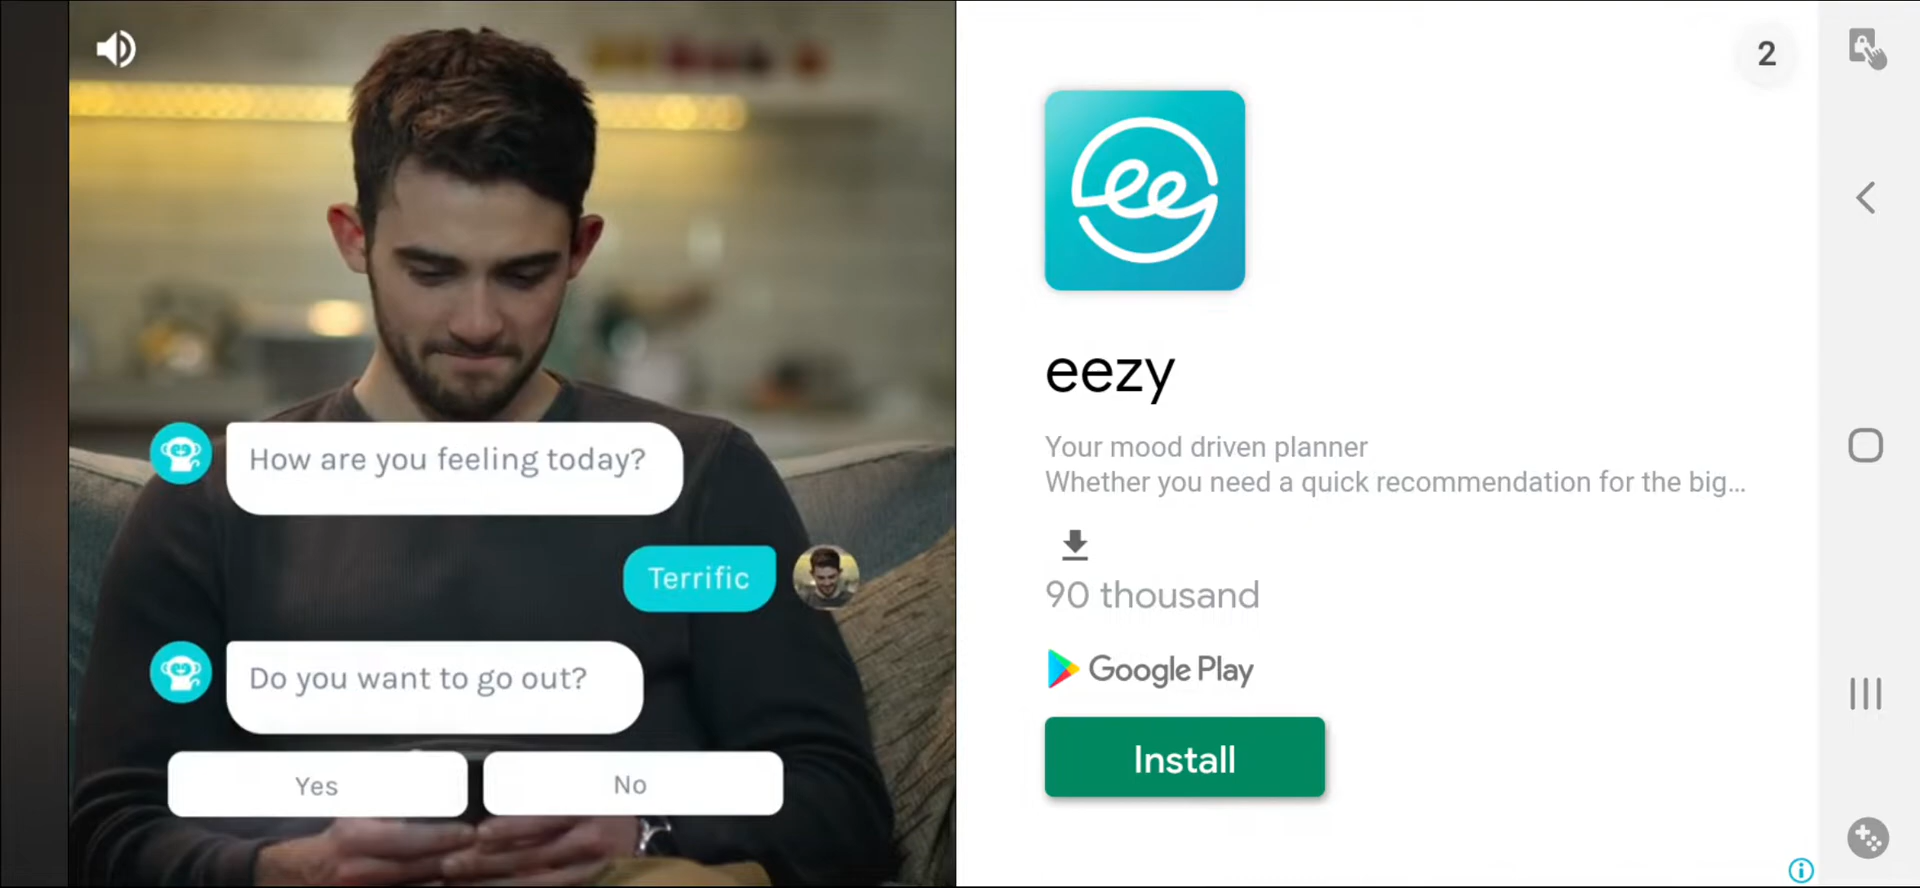 How are you feeling today?
Terrific
Do you want to go out?
Yes
No
2
ee
eezy
Your mood driven planner
Whether you need a quick recommendation for the big...
90 thousand
Google Play
Install